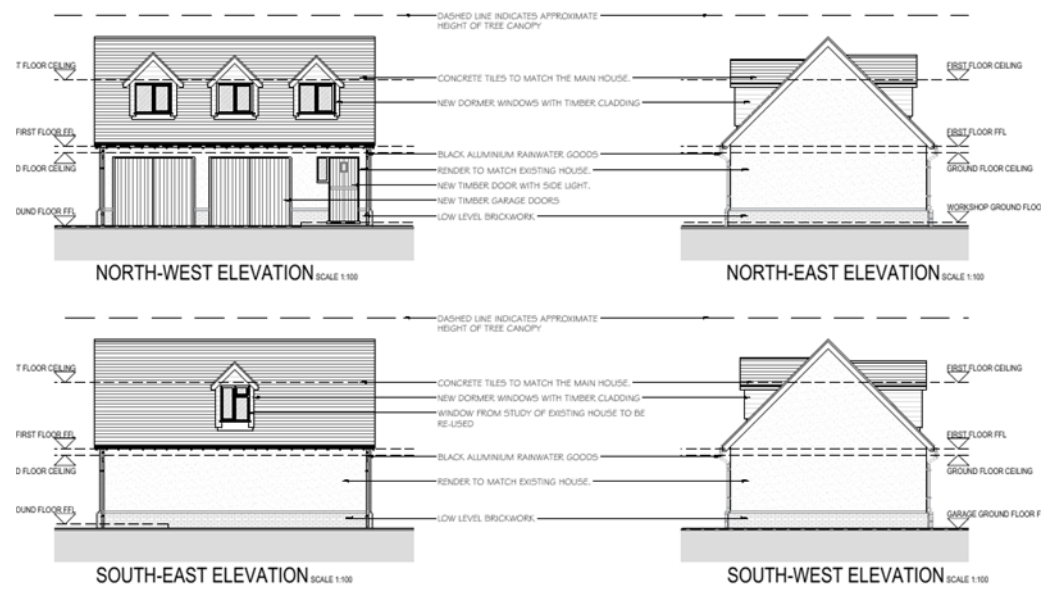 DASHED LINE INDICATES APPROXIMATE
HEIGHT OF TREE CANOPY
T FLOOR CEILING
FIRST FLOOR CEILING
CONCRETE TILES TO MATCH THE MAIN HOUSE.
NEW DORMER WINDOWS WITH TIMBER CLADDING
FIRST FLOOR FFL
FIRST FLOOR FFL
BLACK ALUMINIUM RAINWATER GOODS
D FLOOR CEILING
RENDER TO MATCH EXISTING HOUSE.
GROUND FLOOR CEILING
NEW TIMBER DOOR WITH SIDE LIGHT.
NEW TIMBER GARAGE DOORS
OUND FLOOR FFL
LOW LEVEL BRICKWORK
WORKSHOP GROUND FLOO
NORTH-WEST ELEVATION SCALE 1:100
NORTH-EAST ELEVATION SCALE 1:100
DASHED LINE INDICATES APPROXIMATE
HEIGHT OF TREE CANOPY
T FLOOR CEILING
FIRST FLOOR CEILING
CONCRETE TILES TO MATCH THE MAIN HOUSE.
NEW DORMER WINDOWS WITH TIMBER CLADDING
WINDOW FROM STUDY OF EXISTING HOUSE TO BE
RE-USED
FIRST FLOOR FFL
FIRST FLOOR FFL
BLACK ALUMINIUM RAINWATER GOODS
D FLOOR CEILING
GROUND FLOOR CEILING
RENDER TO MATCH EXISTING HOUSE.
OUND FLOOR FFL
LOW LEVEL BRICKWORK
GARAGE GROUND FLOOR F
SOUTH-EAST ELEVATION SCALE 1:100
SOUTH-WEST ELEVATION SCALE 1:100